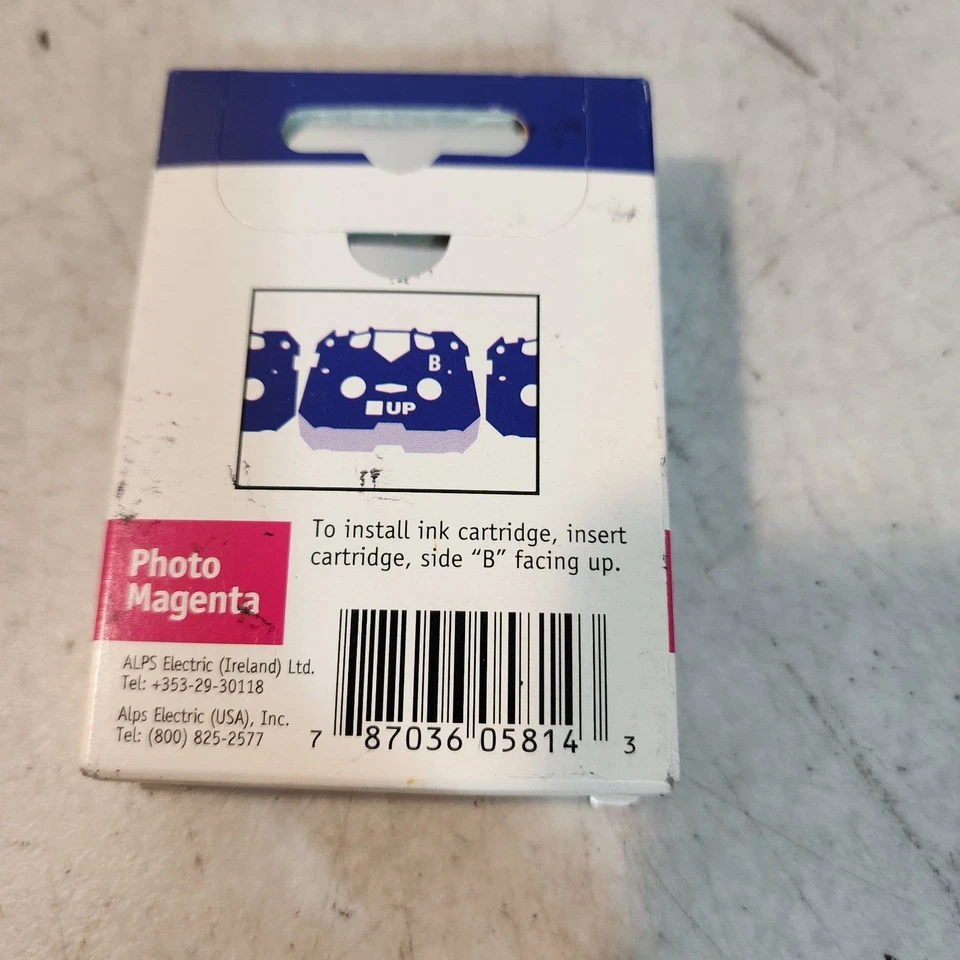 B
UP
To install ink cartridge, insert
cartridge, side “B” facing up.
Photo
Magenta
ALPS Electric (Ireland) Ltd.
Tel: +353-29-30118
Alps Electric (USA), Inc.
Tel: (800) 825-2577
7 87036 05814 3